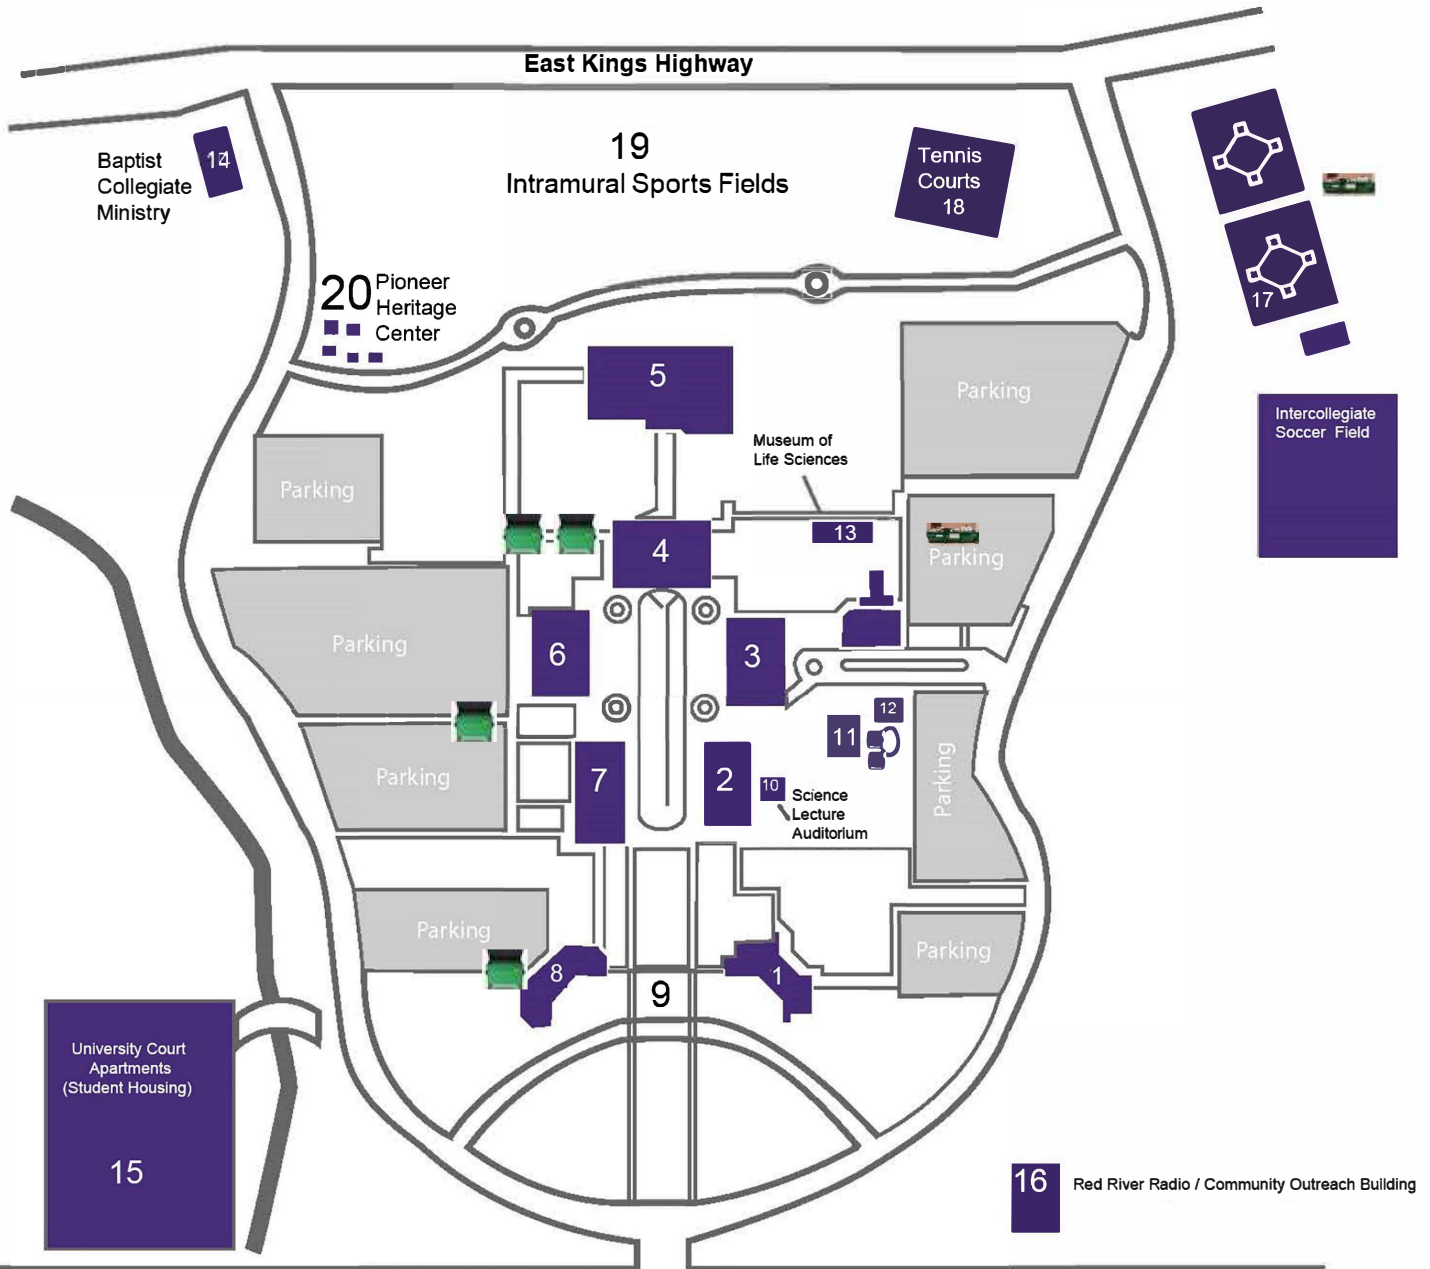 East Kings Highway
19
Intramural Sports Fields
Tennis
Courts
18
14
Baptist
Collegiate
Ministry
20
Pioneer
Heritage
Center
17
5
Parking
Intercollegiate
Soccer Field
Museum of
Life Sciences
Parking
4
13
Parking
Parking
6
3
12
11
Parking
7
2
10
Science
Lecture
Auditorium
Parking
Parking
Parking
8
1
9
University Court
Apartments
(Student Housing)
15
16
Red River Radio / Community Outreach Building